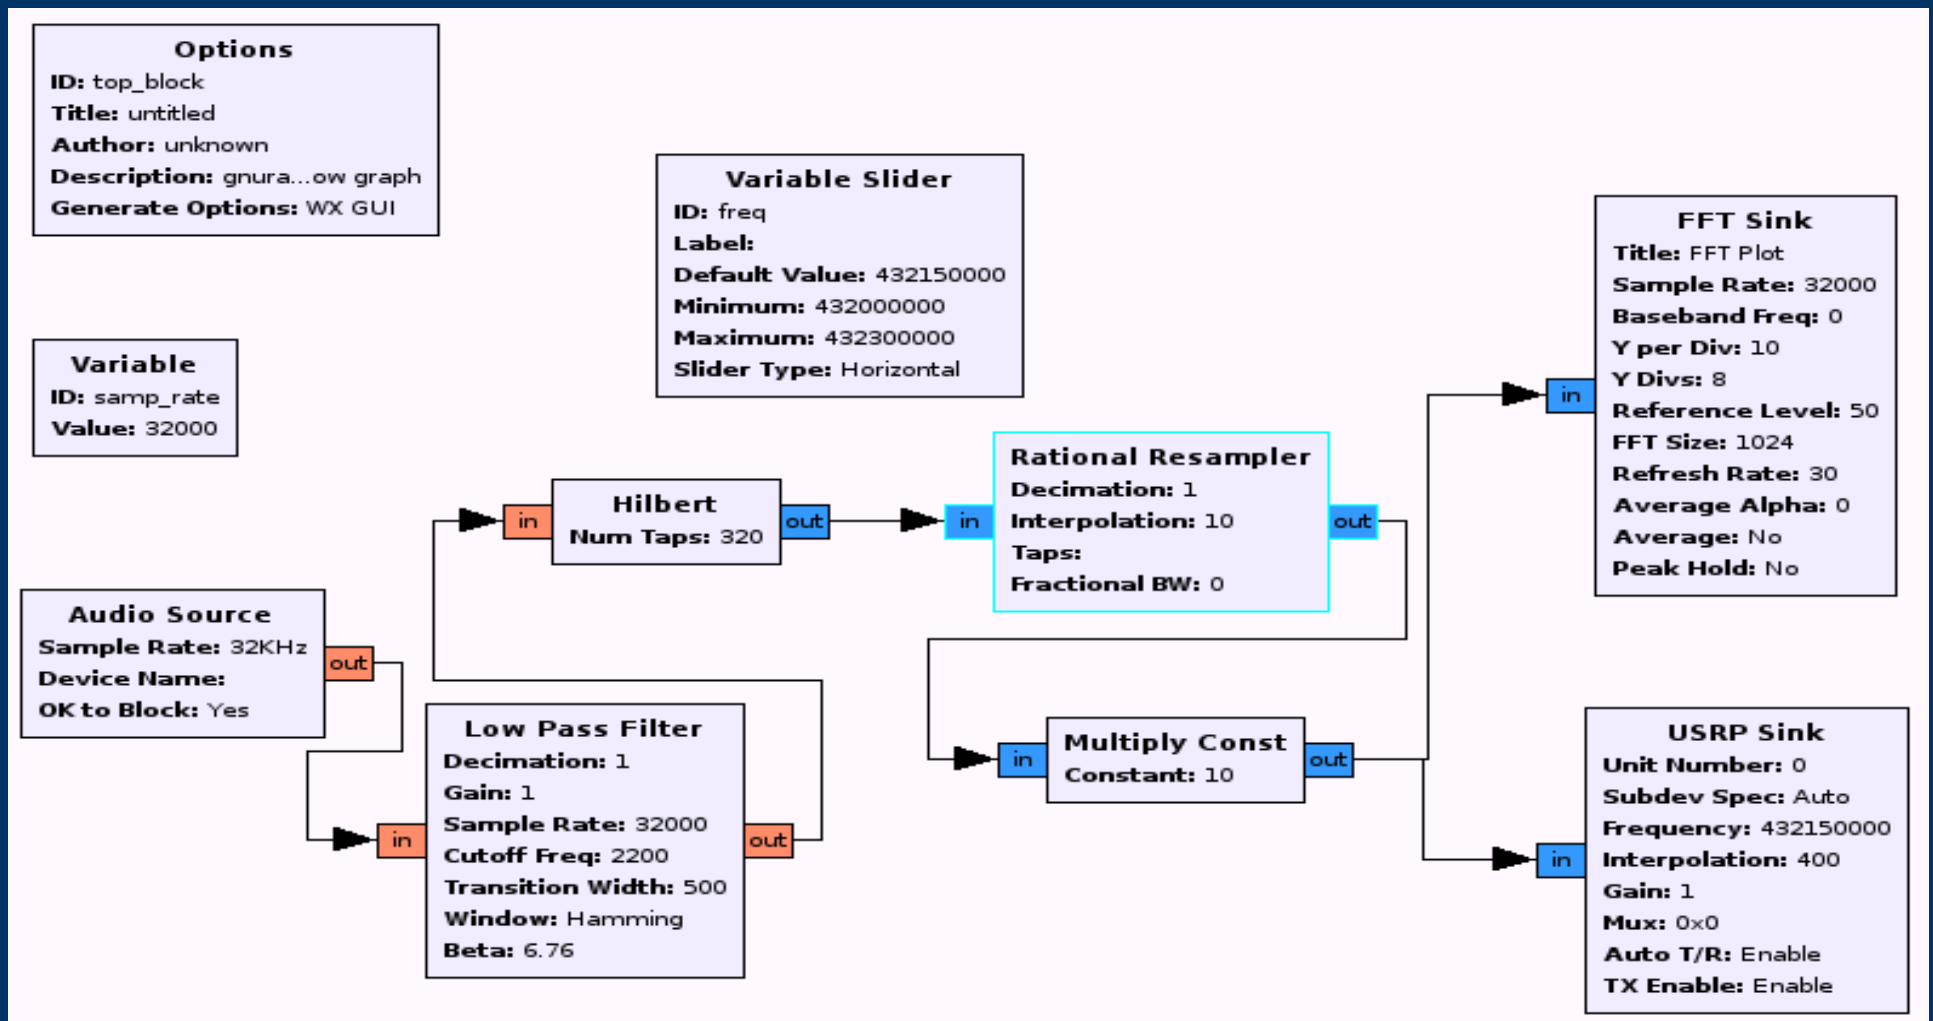 Options
ID: top_block
Title: untitled
Author: unknown
Description: gnura...ow graph
Generate Options: WX GUI
Variable
ID: samp_rate
Value: 32000
Variable Slider
ID: freq
Label:
Default Value: 432150000
Minimum: 432000000
Maximum: 432300000
Slider Type: Horizontal
Audio Source
Sample Rate: 32KHz
Device Name:
OK to Block: Yes
out
in
Low Pass Filter
Decimation: 1
Gain: 1
Sample Rate: 32000
Cutoff Freq: 2200
Transition Width: 500
Window: Hamming
Beta: 6.76
out
in
Hilbert
Num Taps: 320
out
in
Rational Resampler
Decimation: 1
Interpolation: 10
Taps:
Fractional BW: 0
out
in
Multiply Const
Constant: 10
out
in
FFT Sink
Title: FFT Plot
Sample Rate: 32000
Baseband Freq: 0
Y per Div: 10
Y Divs: 8
Reference Level: 50
FFT Size: 1024
Refresh Rate: 30
Average Alpha: 0
Average: No
Peak Hold: No
in
USRP Sink
Unit Number: 0
Subdev Spec: Auto
Frequency: 432150000
Interpolation: 400
Gain: 1
Mux: 0x0
Auto T/R: Enable
TX Enable: Enable